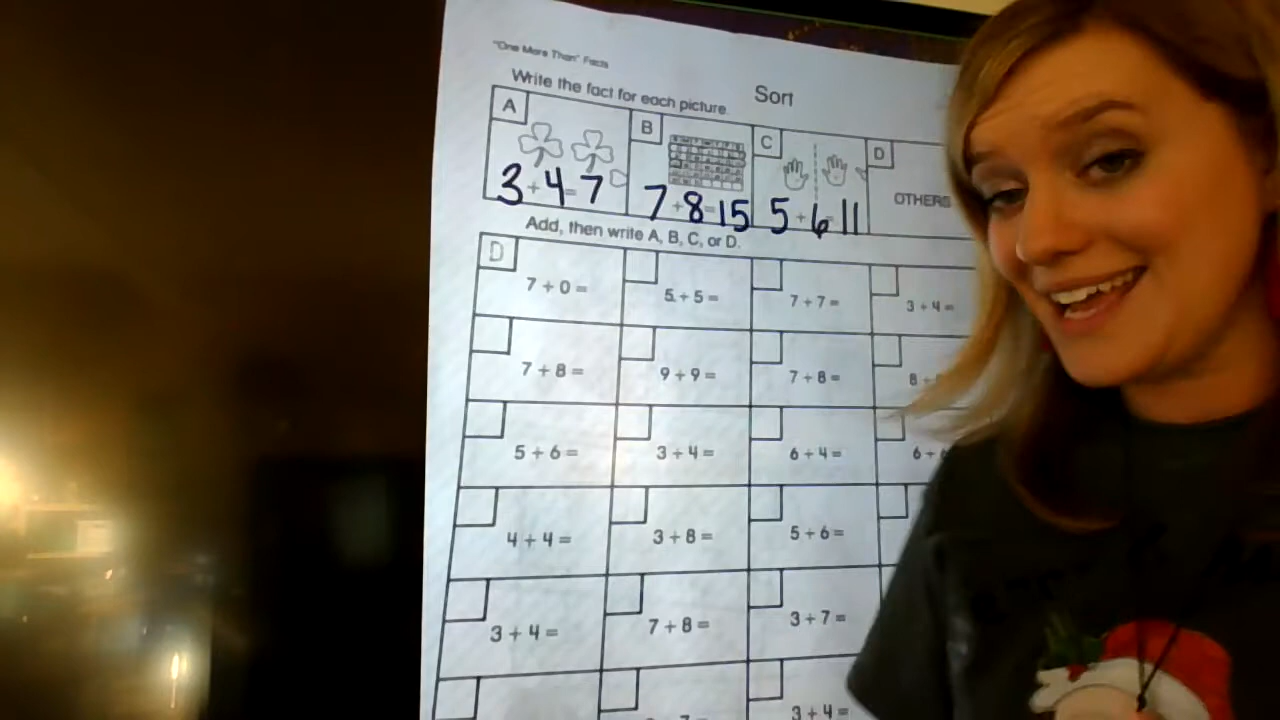 "One More Than" Facts
Sort
Write the fact for each picture.
A B C D
3 + 4 = 7 7 + 8 = 15 5 + 6 = 11 OTHERS
Add, then write A, B, C, or D.
D 7 + 0 = 5 + 5 = 7 + 7 = 3 + 4 =
7 + 8 = 9 + 9 = 7 + 8 = 8 +
5 + 6 = 3 + 4 = 6 + 4 = 6 +
4 + 4 = 3 + 8 = 5 + 6 =
3 + 4 = 7 + 8 = 3 + 7 =
3 + 4 =